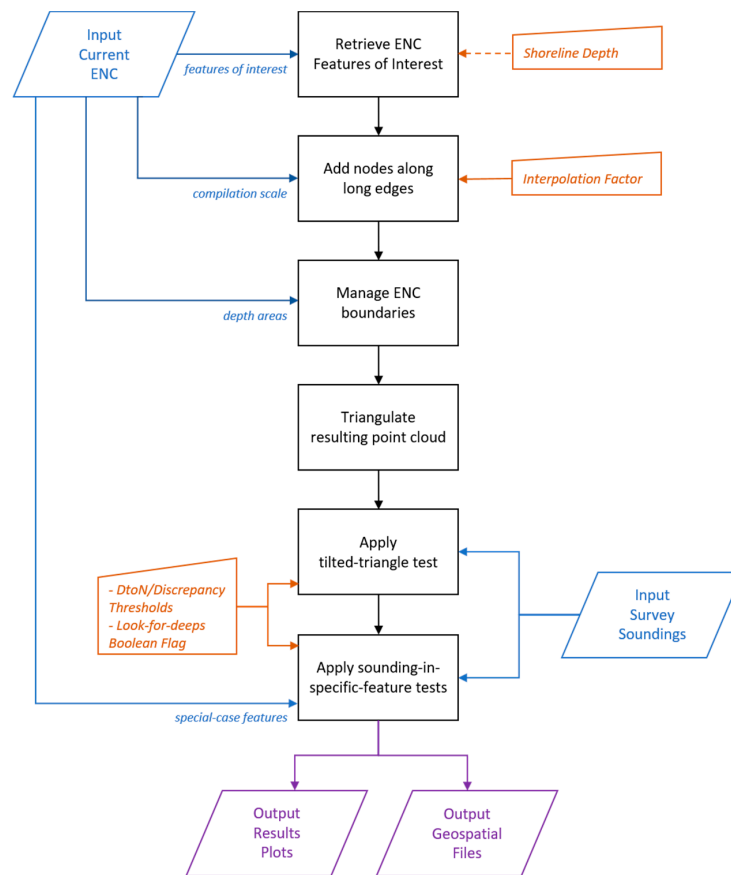 Input
Current
ENC
features of interest
Retrieve ENC
Features of Interest
Shoreline Depth
compilation scale
Add nodes along
long edges
Interpolation Factor
depth areas
Manage ENC
boundaries
Triangulate
resulting point cloud
Apply
tilted-triangle test
- DtoN/Discrepancy
Thresholds
- Look-for-deeps
Boolean Flag
Input
Survey
Soundings
Apply sounding-in-
specific-feature tests
special-case features
Output
Results
Plots
Output
Geospatial
Files